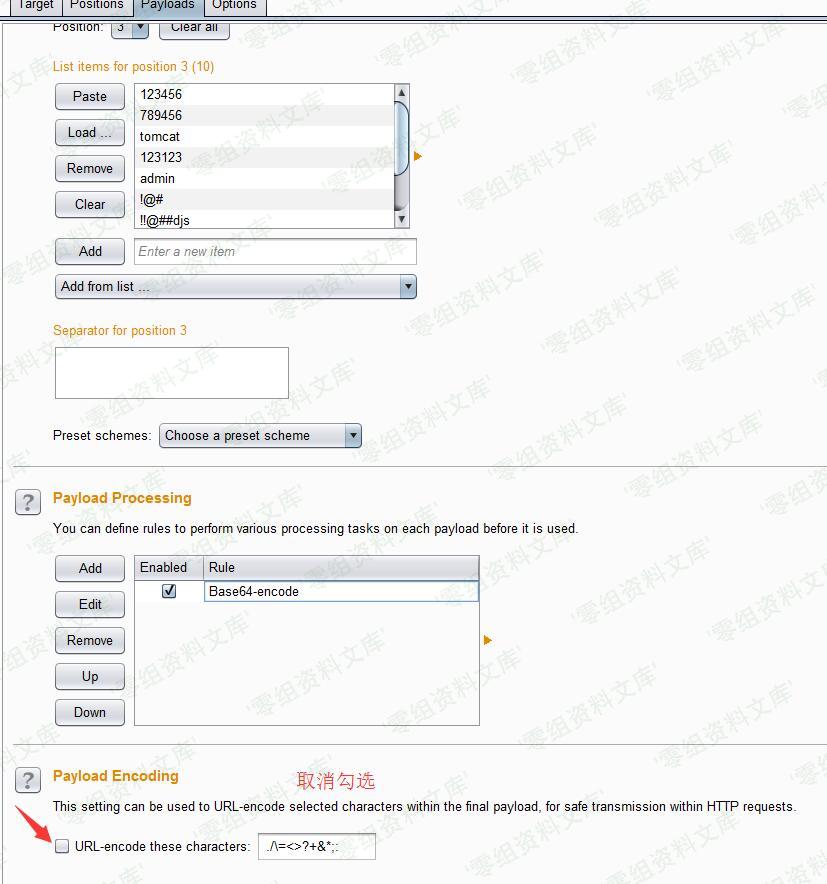 Target Positions Payloads Options
Position: 3 Clear all
List items for position 3 (10)
Paste 123456
789456
Load ... tomcat
123123
Remove admin
!@#
Clear !!@##djs
Add Enter a new item
Add from list ...
Separator for position 3
Preset schemes: Choose a preset scheme
? Payload Processing
You can define rules to perform various processing tasks on each payload before it is used.
Add Enabled Rule
Base64-encode
Edit
Remove
Up
Down
? Payload Encoding 取消勾选
This setting can be used to URL-encode selected characters within the final payload, for safe transmission within HTTP requests.
URL-encode these characters: ./\=<>?+&*;:
'零组资料文库'